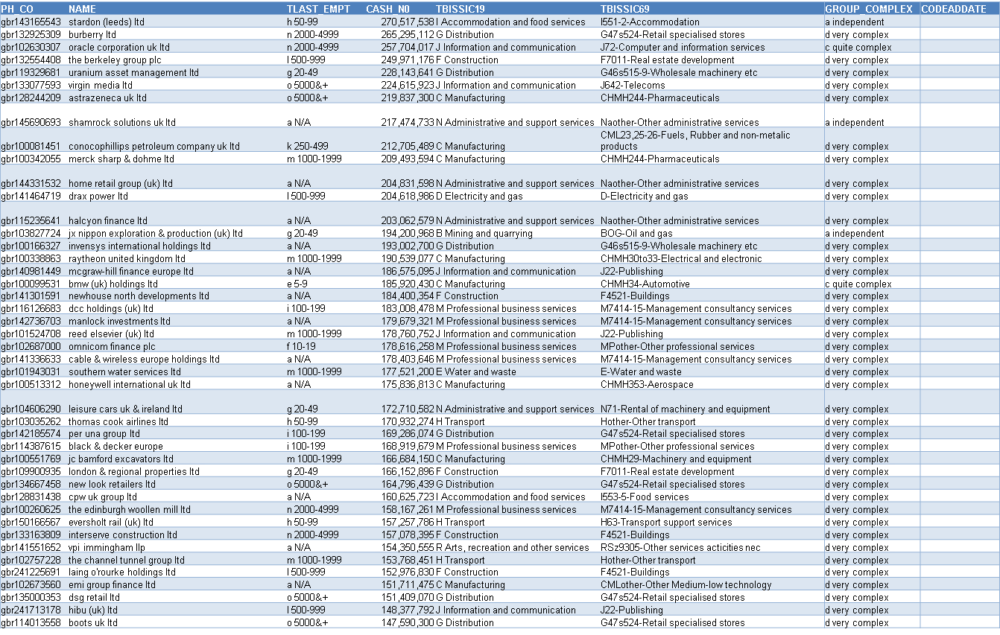 PH_CO NAME TLAST_EMPT CASH_N0 TBISSIC19 TBISSIC69 GROUP_COMPLEX CODEADDATE
gbr143165543 stardon (leeds) ltd h 50-99 270,517,538 I Accommodation and food services I551-2-Accommodation a independent
gbr132925309 burberry ltd n 2000-4999 265,295,112 G Distribution G47s524-Retail specialised stores d very complex
gbr102630307 oracle corporation uk ltd n 2000-4999 257,704,017 J Information and communication J72-Computer and information services c quite complex
gbr132554408 the berkeley group plc l 500-999 249,971,176 F Construction F7011-Real estate development d very complex
gbr119329681 uranium asset management ltd g 20-49 228,143,641 G Distribution G46s515-9-Wholesale machinery etc d very complex
gbr133077593 virgin media ltd o 5000&+ 224,615,923 J Information and communication J642-Telecoms d very complex
gbr128244209 astrazeneca uk ltd o 5000&+ 219,837,300 C Manufacturing CHMH244-Pharmaceuticals d very complex
gbr145690693 shamrock solutions uk ltd a N/A 217,474,733 N Administrative and support services Naother-Other administrative services a independent
CML23,25-26-Fuels, Rubber and non-metalic
gbr100081451 conocophillips petroleum company uk ltd k 250-499 212,705,489 C Manufacturing products d very complex
gbr100342055 merck sharp & dohme ltd m 1000-1999 209,493,594 C Manufacturing CHMH244-Pharmaceuticals d very complex
gbr144331532 home retail group (uk) ltd a N/A 204,831,598 N Administrative and support services Naother-Other administrative services d very complex
gbr141464719 drax power ltd l 500-999 204,618,986 D Electricity and gas D-Electricity and gas d very complex
gbr115235641 halcyon finance ltd a N/A 203,062,579 N Administrative and support services Naother-Other administrative services d very complex
gbr103827724 jx nippon exploration & production (uk) ltd g 20-49 194,200,968 B Mining and quarrying BOG-Oil and gas a independent
gbr100166327 invensys international holdings ltd a N/A 193,002,700 G Distribution G46s515-9-Wholesale machinery etc d very complex
gbr100338863 raytheon united kingdom ltd m 1000-1999 190,539,077 C Manufacturing CHMH30to33-Electrical and electronic d very complex
gbr140981449 mcgraw-hill finance europe ltd a N/A 186,575,095 J Information and communication J22-Publishing d very complex
gbr100099531 bmw (uk) holdings ltd e 5-9 185,920,430 C Manufacturing CHMH34-Automotive c quite complex
gbr141301591 newhouse north developments ltd a N/A 184,400,354 F Construction F4521-Buildings d very complex
gbr116126683 dcc holdings (uk) ltd i 100-199 183,008,478 M Professional business services M7414-15-Management consultancy services d very complex
gbr142736703 manlock investments ltd a N/A 179,679,321 M Professional business services M7414-15-Management consultancy services d very complex
gbr101524708 reed elsevier (uk) ltd m 1000-1999 178,760,752 J Information and communication J22-Publishing d very complex
gbr102687000 omnicom finance plc f 10-19 178,616,258 M Professional business services MPother-Other professional services d very complex
gbr141336633 cable & wireless europe holdings ltd a N/A 178,403,646 M Professional business services M7414-15-Management consultancy services d very complex
gbr101943031 southern water services ltd m 1000-1999 177,521,200 E Water and waste E-Water and waste d very complex
gbr100513312 honeywell international uk ltd a N/A 175,836,813 C Manufacturing CHMH353-Aerospace d very complex
gbr104606290 leisure cars uk & ireland ltd g 20-49 172,710,582 N Administrative and support services N71-Rental of machinery and equipment d very complex
gbr103035262 thomas cook airlines ltd h 50-99 170,932,274 H Transport Hother-Other transport d very complex
gbr142185574 per una group ltd i 100-199 169,286,074 G Distribution G47s524-Retail specialised stores d very complex
gbr114387615 black & decker europe i 100-199 168,919,679 M Professional business services MPother-Other professional services d very complex
gbr100551769 jc bamford excavators ltd m 1000-1999 166,684,150 C Manufacturing CHMH29-Machinery and equipment d very complex
gbr109900935 london & regional properties ltd g 20-49 166,152,896 F Construction F7011-Real estate development d very complex
gbr134667458 new look retailers ltd o 5000&+ 164,796,439 G Distribution G47s524-Retail specialised stores d very complex
gbr128831438 cpw uk group ltd a N/A 160,625,723 I Accommodation and food services I553-5-Food services d very complex
gbr100260625 the edinburgh woollen mill ltd n 2000-4999 158,167,261 M Professional business services M7414-15-Management consultancy services d very complex
gbr150166567 eversholt rail (uk) ltd h 50-99 157,257,786 H Transport H63-Transport support services d very complex
gbr133163809 interserve construction ltd n 2000-4999 157,078,395 F Construction F4521-Buildings d very complex
gbr141551652 vpi immingham llp a N/A 154,350,555 R Arts, recreation and other services RSz9305-Other services acticities nec d very complex
gbr102757228 the channel tunnel group ltd m 1000-1999 153,768,451 H Transport Hother-Other transport d very complex
gbr241225691 laing o'rourke holdings ltd l 500-999 152,976,830 F Construction F4521-Buildings d very complex
gbr102673560 emi group finance ltd a N/A 151,711,475 C Manufacturing CMLother-Other Medium-low technology d very complex
gbr135000353 dsg retail ltd o 5000&+ 151,409,070 G Distribution G47s524-Retail specialised stores d very complex
gbr241713178 hibu (uk) ltd l 500-999 148,377,792 J Information and communication J22-Publishing d very complex
gbr114013558 boots uk ltd o 5000&+ 147,590,300 G Distribution G47s524-Retail specialised stores d very complex